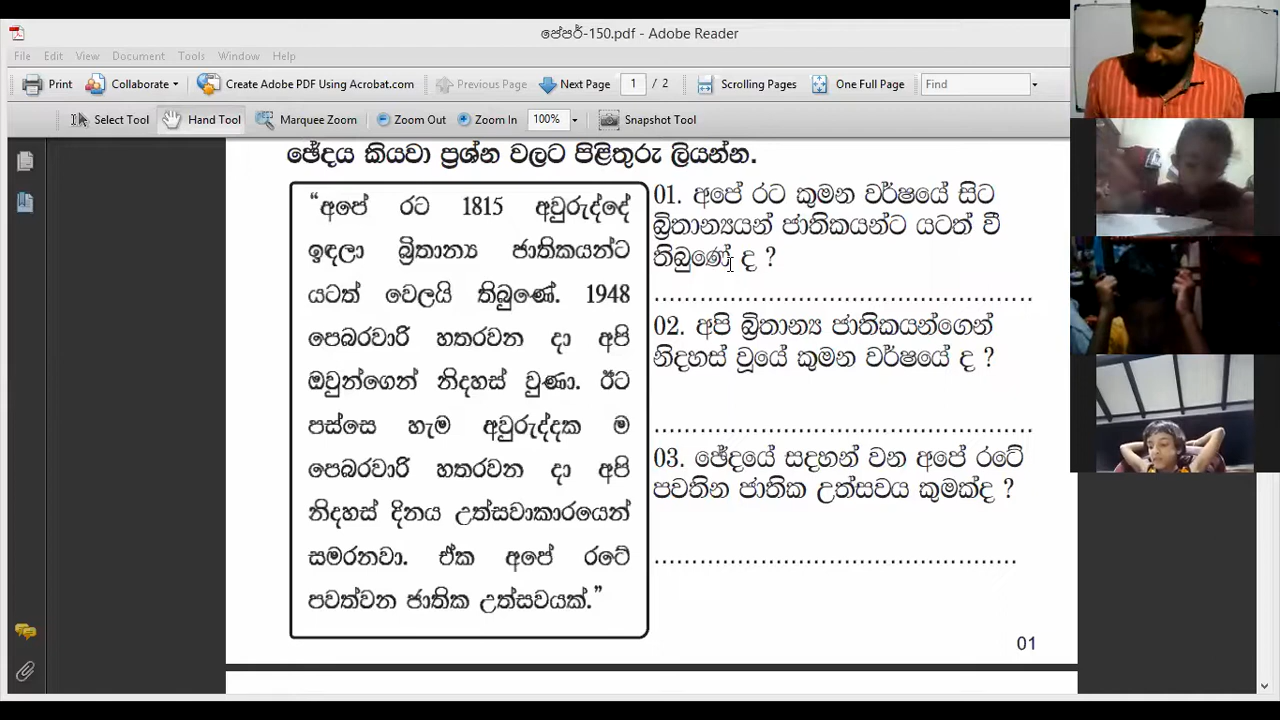 පේපර්-150.pdf - Adobe Reader
File Edit View Document Tools Window Help
Print Collaborate Create Adobe PDF Using Acrobat.com Previous Page Next Page 1 / 2 Scrolling Pages One Full Page Find
Select Tool Hand Tool Marquee Zoom Zoom Out Zoom In 100% Snapshot Tool
ඡේදය කියවා ප්‍රශ්න වලට පිළිතුරු ලියන්න.
“අපේ රට 1815 අවුරුද්දේ
ඉඳලා බ්‍රිතාන්‍ය ජාතිකයන්ට
යටත් වෙලයි තිබුණේ. 1948
පෙබරවාරි හතරවන දා අපි
ඔවුන්ගෙන් නිදහස් වුණා. ඊට
පස්සෙ හැම අවුරුද්දක ම
පෙබරවාරි හතරවන දා අපි
නිදහස් දිනය උත්සවාකාරයෙන්
සමරනවා. ඒක අපේ රටේ
පවත්වන ජාතික උත්සවයක්.”
01. අපේ රට කුමන වර්ෂයේ සිට
බ්‍රිතාන්‍යයන් ජාතිකයන්ට යටත් වී
තිබුණේ ද ?
02. අපි බ්‍රිතාන්‍ය ජාතිකයන්ගෙන්
නිදහස් වූයේ කුමන වර්ෂයේ ද ?
03. ඡේදයේ සදහන් වන අපේ රටේ
පවතින ජාතික උත්සවය කුමක්ද ?
01